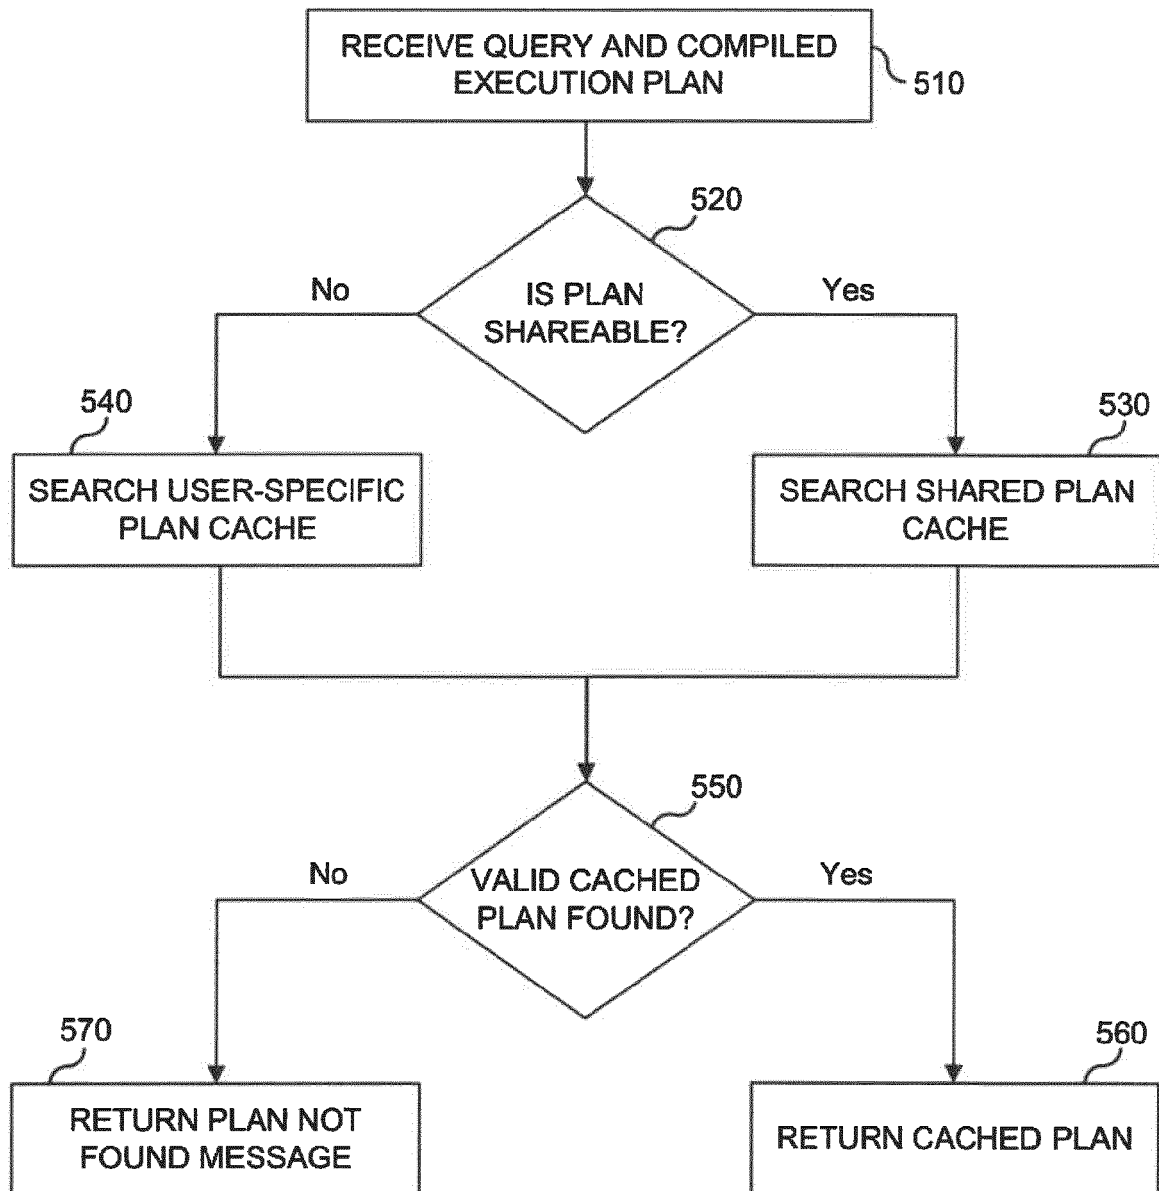 RECEIVE QUERY AND COMPILED
EXECUTION PLAN
510
520
No
IS PLAN
SHAREABLE?
Yes
540
530
SEARCH USER-SPECIFIC
PLAN CACHE
SEARCH SHARED PLAN
CACHE
550
No
VALID CACHED
PLAN FOUND?
Yes
570
560
RETURN PLAN NOT
FOUND MESSAGE
RETURN CACHED PLAN